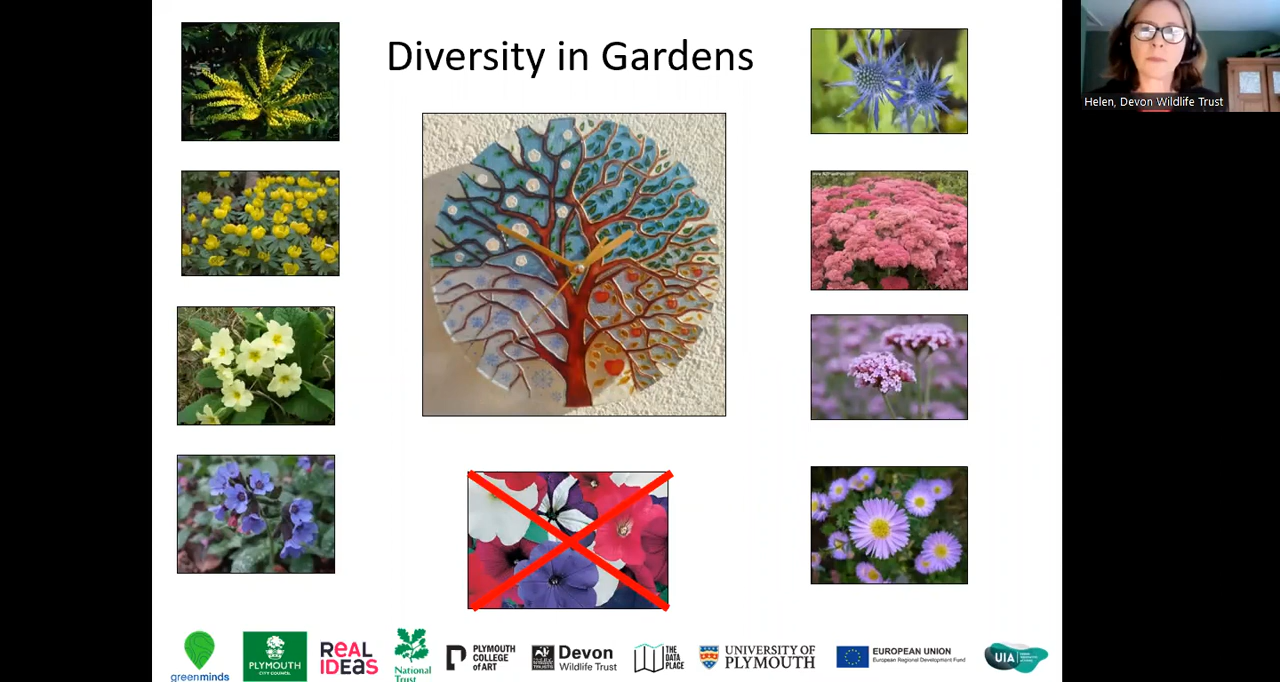 Diversity in Gardens
Helen, Devon Wildlife Trust
greenminds
PLYMOUTH
CITY COUNCIL
REAL
IDEAS
National
Trust
PLYMOUTH
COLLEGE
OF ART
Devon
Wildlife Trust
THE
DATA
PLACE
UNIVERSITY OF
PLYMOUTH
EUROPEAN UNION
European Regional Development Fund
UIA